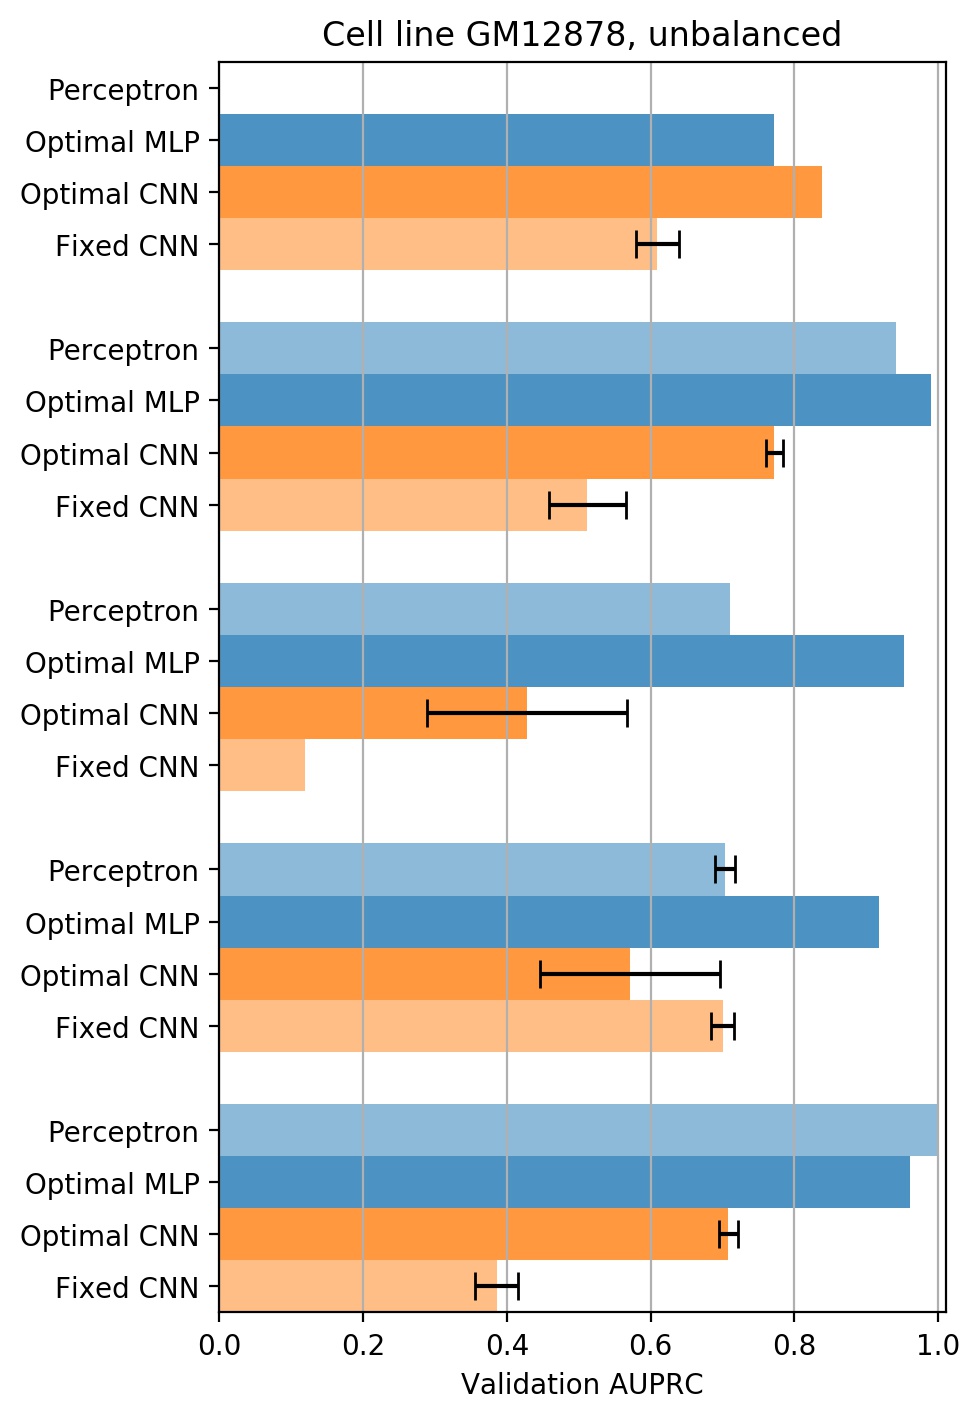 Cell line GM12878, unbalanced
Perceptron
Optimal MLP
Optimal CNN
Fixed CNN
Perceptron
Optimal MLP
Optimal CNN
Fixed CNN
Perceptron
Optimal MLP
Optimal CNN
Fixed CNN
Perceptron
Optimal MLP
Optimal CNN
Fixed CNN
Perceptron
Optimal MLP
Optimal CNN
Fixed CNN
0.0 0.2 0.4 0.6 0.8 1.0
Validation AUPRC